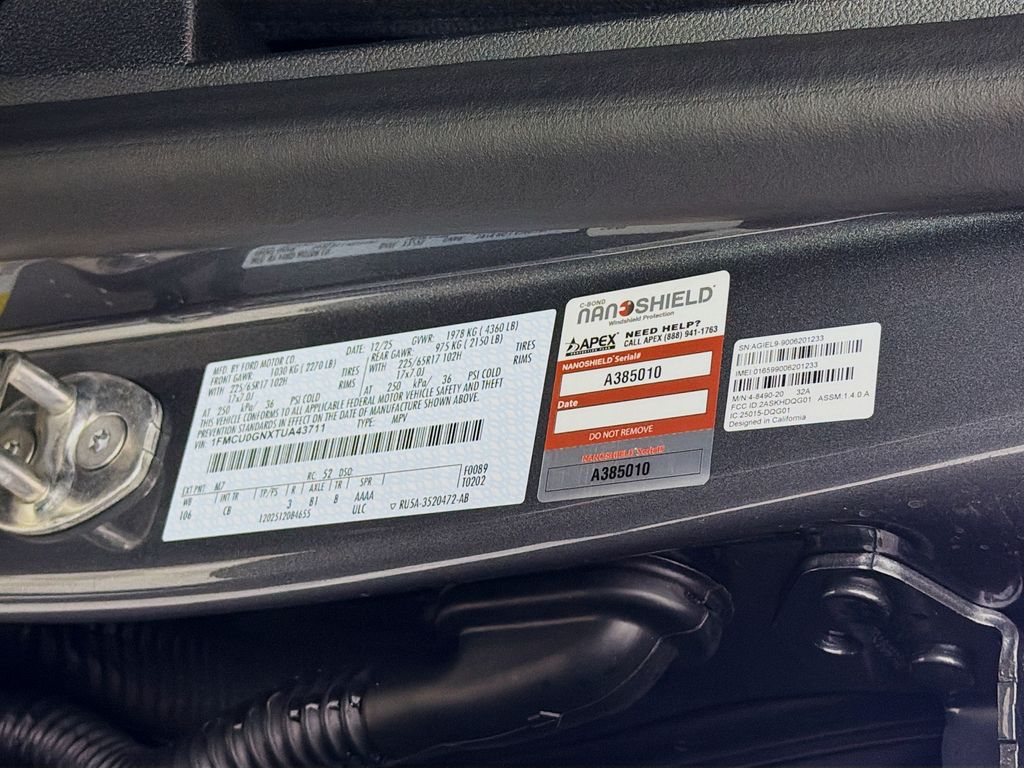 MFD. BY FORD MOTOR CO.
DATE: 12/25 GVWR: 1978 KG ( 4360 LB)
FRONT GAWR: 1030 KG ( 2270 LB) REAR GAWR: 975 KG ( 2150 LB)
WITH 225/65R17 102H TIRES WITH 225/65R17 102H TIRES
17x7.0J RIMS 17x7.0J RIMS
AT 250 kPa/ 36 PSI COLD AT 250 kPa/ 36 PSI COLD
THIS VEHICLE CONFORMS TO ALL APPLICABLE FEDERAL MOTOR VEHICLE SAFETY AND THEFT
PREVENTION STANDARDS IN EFFECT ON THE DATE OF MANUFACTURE SHOWN ABOVE.
VIN: 1FMCU0GNXTUA43711 TYPE: MPV
EXT PNT: M7 RC: 52 DSO: F0089
WB INT TR TP/PS R AXLE TR SPR T0202
106 CB 3 B1 8 AAAA
1202512084655 ULC RU5A-3520472-AB
C-BOND
NANOSHIELD
Windshield Protection
APEX NEED HELP?
CALL APEX (888) 941-1763
NANOSHIELD Serial#
A385010
Date
DO NOT REMOVE
NANOSHIELD Serial#
A385010
SN:AGIEL9-9006201233
IMEI:016599006201233
M/N:4-8490-20 32A
FCC ID:2ASKHDQG01 ASSM:1.4.0.A
IC:25015-DQG01
Designed in California